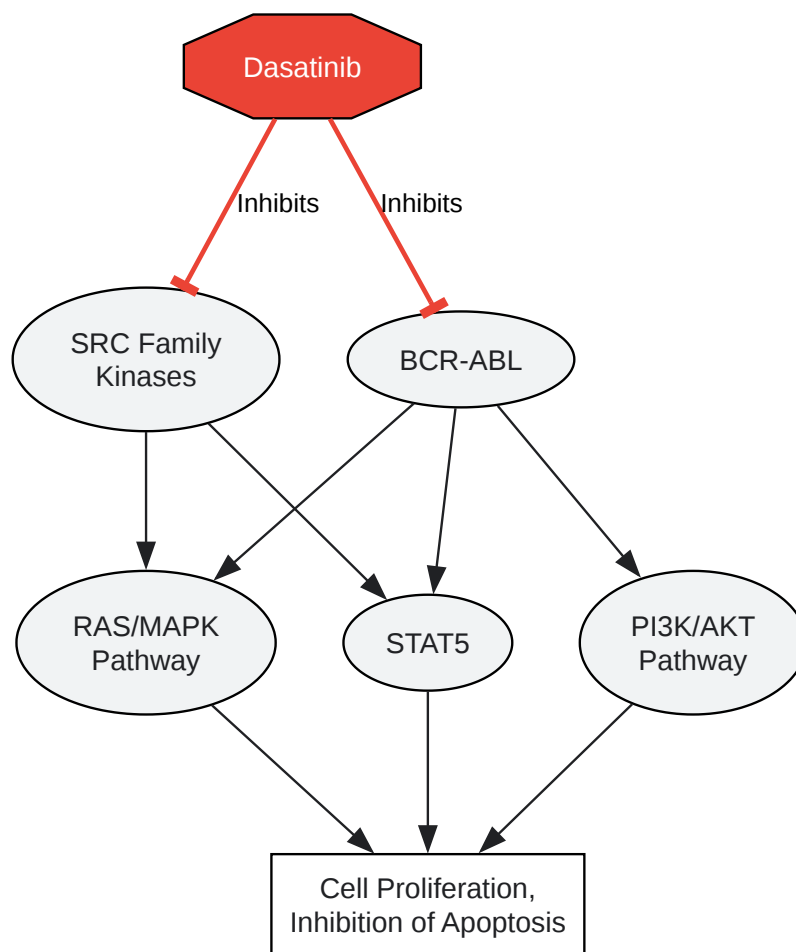 Dasatinib
Inhibits
Inhibits
SRC Family
Kinases
BCR-ABL
RAS/MAPK
Pathway
STAT5
PI3K/AKT
Pathway
Cell Proliferation,
Inhibition of Apoptosis